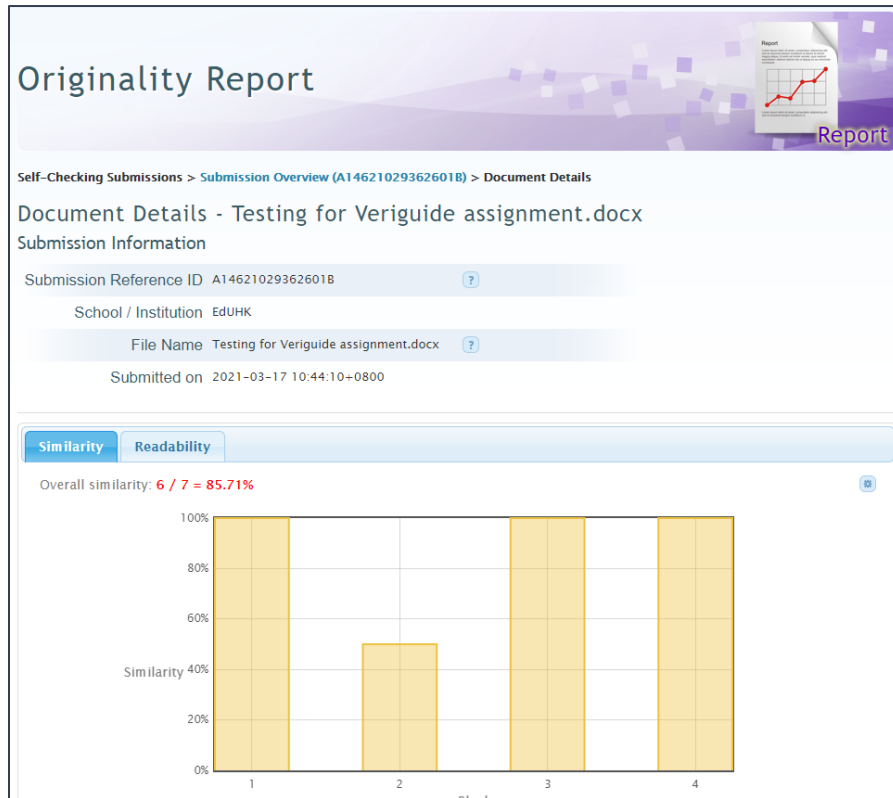 Originality Report
Report
Report
Self-Checking Submissions > Submission Overview (A14621029362601B) > Document Details
Document Details - Testing for Veriguide assignment.docx
Submission Information
Submission Reference ID A14621029362601B ?
School / Institution EdUHK
File Name Testing for Veriguide assignment.docx ?
Submitted on 2021-03-17 10:44:10+0800
Similarity Readability
Overall similarity: 6 / 7 = 85.71%
100%
80%
60%
Similarity 40%
20%
0%
1 2 3 4